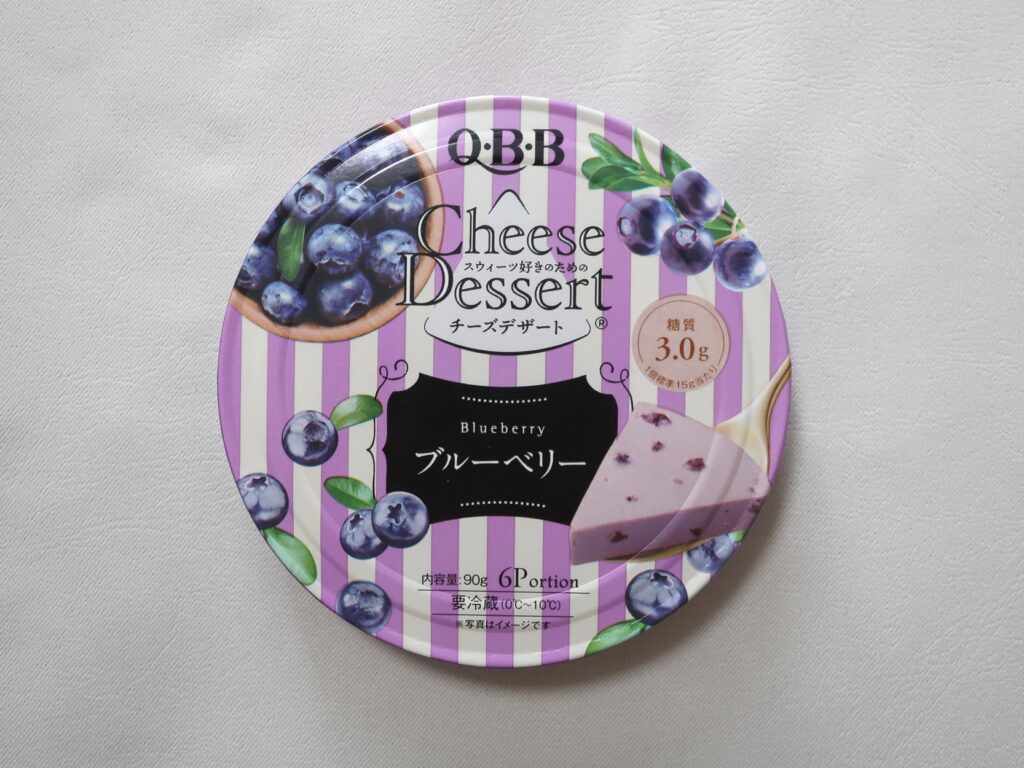 Q·B·B
Cheese
スウィーツ好きのための
Dessert
チーズデザート®
糖質
3.0g
1個標準15g当たり
Blueberry
ブルーベリー
内容量:90g 6Portion
要冷蔵(0℃~10℃)
※写真はイメージです